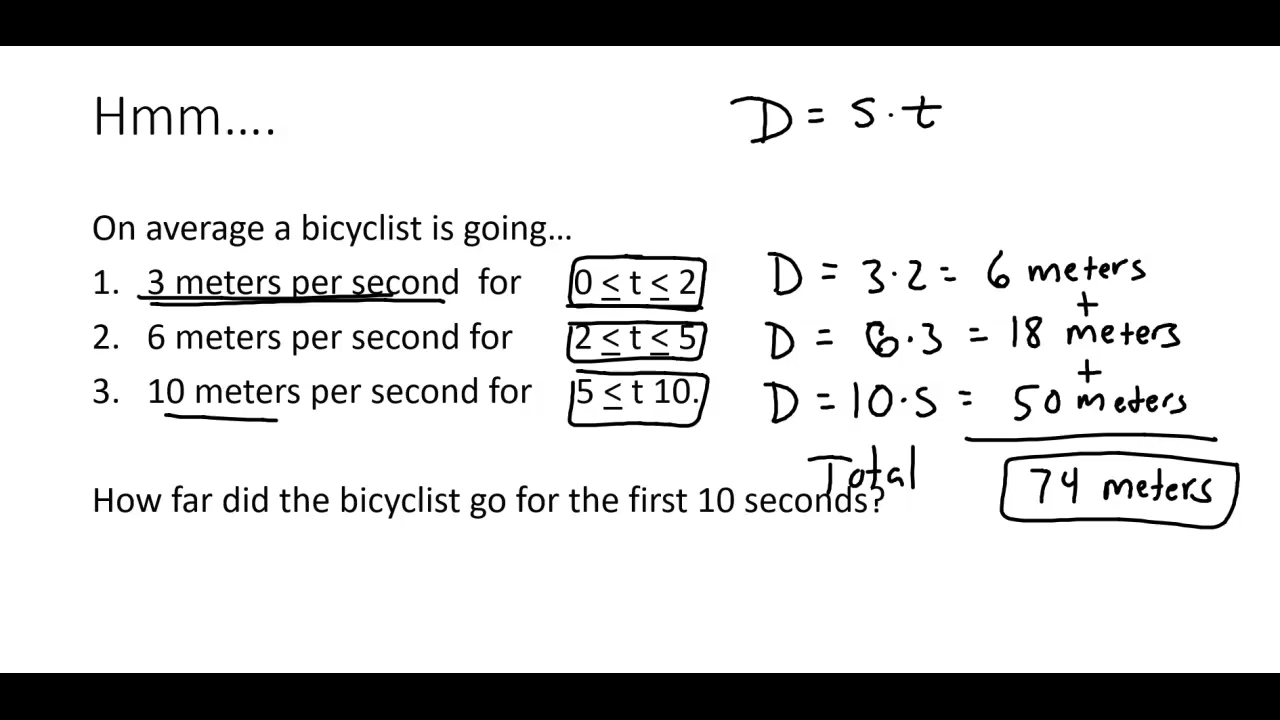 Hmm....
D = s · t
On average a bicyclist is going...
1. 3 meters per second for 0 ≤ t ≤ 2 D = 3 · 2 = 6 meters
+
2. 6 meters per second for 2 ≤ t ≤ 5 D = 6 · 3 = 18 meters
+
3. 10 meters per second for 5 ≤ t 10. D = 10 · 5 = 50 meters
Total 74 meters
How far did the bicyclist go for the first 10 seconds?